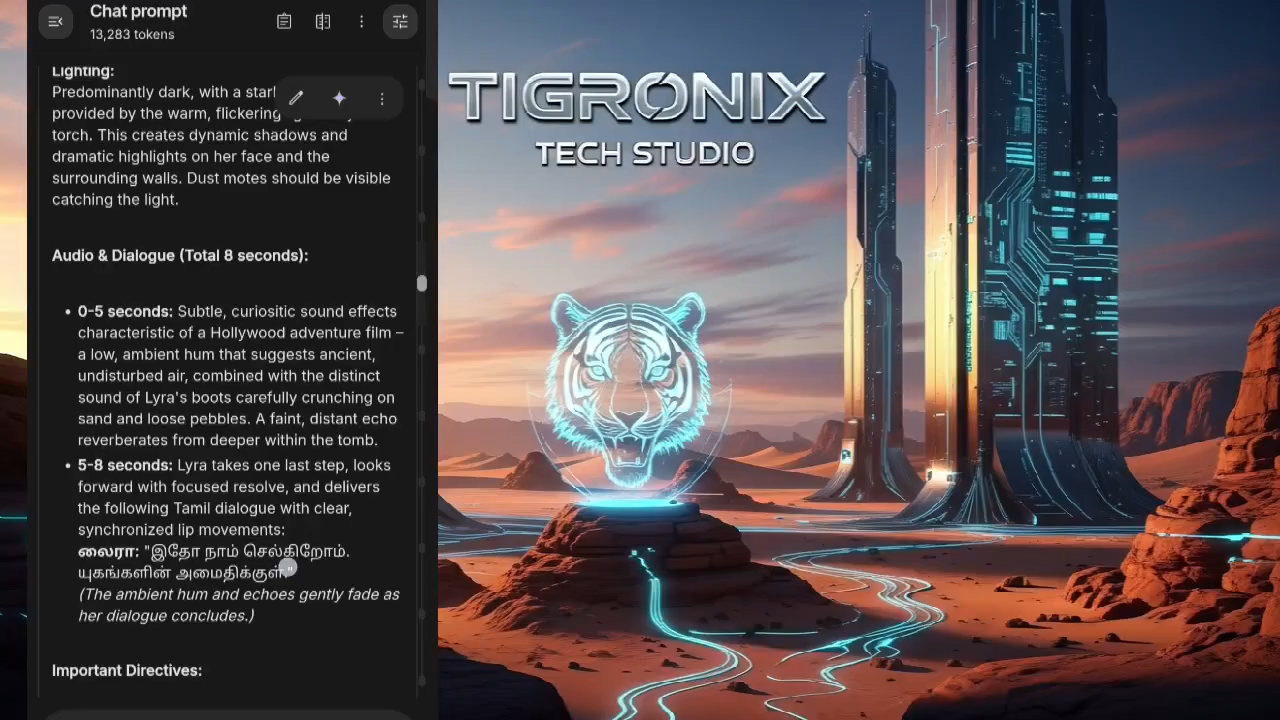 Chat prompt
13,283 tokens
Lighting:
Predominantly dark, with a
provided by the warm, flickering
torch. This creates dynamic shadows and
dramatic highlights on her face and the
surrounding walls. Dust motes should be visible
catching the light.
Audio & Dialogue (Total 8 seconds):
• 0-5 seconds: Subtle, curiositic sound effects
characteristic of a Hollywood adventure film –
a low, ambient hum that suggests ancient,
undisturbed air, combined with the distinct
sound of Lyra's boots carefully crunching on
sand and loose pebbles. A faint, distant echo
reverberates from deeper within the tomb.
• 5-8 seconds: Lyra takes one last step, looks
forward with focused resolve, and delivers
the following Tamil dialogue with clear,
synchronized lip movements:
லைரா: "இதோ நாம் செல்கிறோம்.
யுகங்களின் அமைதிக்குள்."
(The ambient hum and echoes gently fade as
her dialogue concludes.)
Important Directives:
TIGRONIX
TECH STUDIO